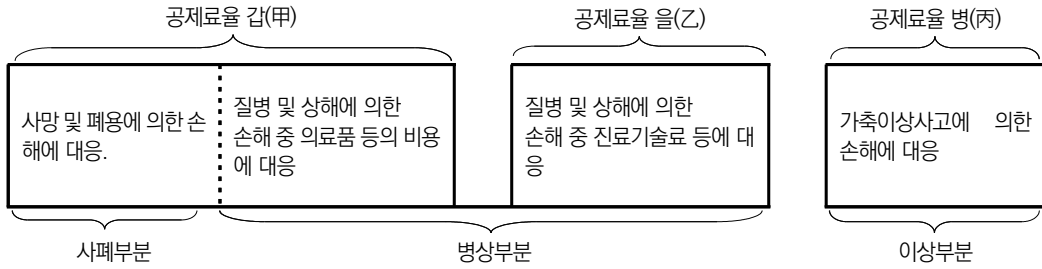 공제료율 갑(甲)
공제료율 을(乙)
공제료율 병(丙)
사망 및 폐용에 의한 손
해에 대응.
질병 및 상해에 의한
손해 중 의료품 등의 비용
에 대응
질병 및 상해에 의한
손해 중 진료기술료 등에 대
응
가축이상사고에 의한
손해에 대응
사폐부분
병상부분
이상부분